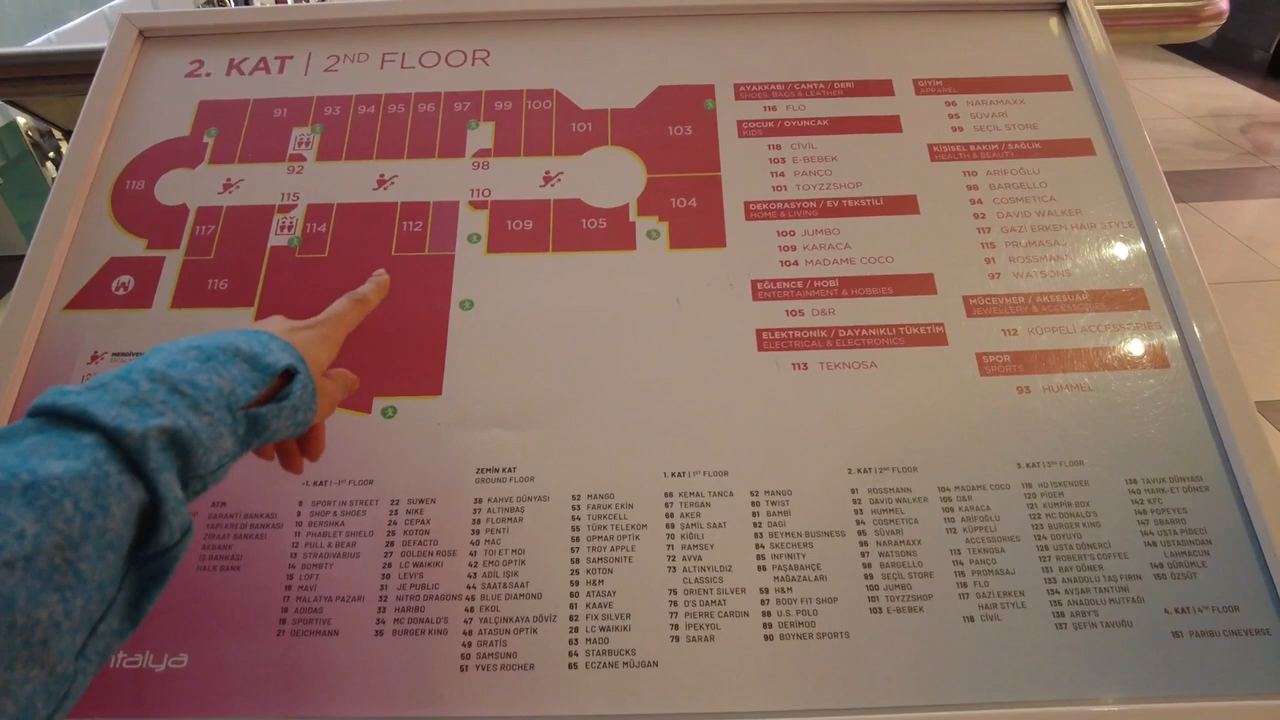 2. KAT | 2ND FLOOR
91
93
94
95
96
97
99
100
101
103
118
92
98
115
110
104
117
114
112
109
105
116
AYAKKABI / ÇANTA / DERİ
SHOES, BAGS & LEATHER
116 FLO
ÇOCUK / OYUNCAK
KIDS
118 CİVİL
103 E-BEBEK
114 PANÇO
101 TOYZZSHOP
DEKORASYON / EV TEKSTİLİ
HOME & LIVING
100 JUMBO
109 KARACA
104 MADAME COCO
EĞLENCE / HOBİ
ENTERTAINMENT & HOBBIES
105 D&R
ELEKTRONİK / DAYANIKLI TÜKETİM
ELECTRICAL & ELECTRONICS
113 TEKNOSA
GİYİM
APPAREL
96 NARAMAXX
95 SÜVARİ
99 SEÇİL STORE
KİŞİSEL BAKIM / SAĞLIK
HEALTH & BEAUTY
110 ARİFOĞLU
98 BARGELLO
94 COSMETICA
92 DAVID WALKER
117 GAZİ ERKEN HAIR STYLE
115 PROMASAJ
91 ROSSMANN
97 WATSONS
MÜCEVHER / AKSESUAR
JEWELLERY & ACCESSORIES
112 KÜPPELİ ACCESSORIES
SPOR
SPORTS
93 HUMMEL
ATM
GARANTİ BANKASI
YAPI KREDİ BANKASI
ZİRAAT BANKASI
AKBANK
İŞ BANKASI
HALK BANK
-1. KAT | -1ST FLOOR
8 SPORT IN STREET
9 SHOP & SHOES
10 BERSHKA
11 PHABLET SHIELD
12 PULL & BEAR
13 STRADIVARIUS
14 BOMBTY
15 LOFT
16 MAVİ
17 MALATYA PAZARI
18 ADIDAS
19 SPORTIVE
21 DEICHMANN
22 SUWEN
23 NIKE
24 CEPAX
25 KOTON
26 DEFACTO
27 GOLDEN ROSE
28 LC WAIKIKI
30 LEVI'S
31 JE PUBLIC
32 NITRO DRAGONS
33 HARIBO
34 MC DONALD'S
35 BURGER KING
ZEMİN KAT
GROUND FLOOR
36 KAHVE DÜNYASI
37 ALTINBAŞ
38 FLORMAR
39 PENTİ
40 MAC
41 TOI ET MOI
42 EMO OPTİK
43 ADİL IŞIK
44 SAAT&SAAT
45 BLUE DIAMOND
46 EKOL
47 YALÇINKAYA DÖVİZ
48 ATASUN OPTİK
49 GRATİS
50 SAMSUNG
51 YVES ROCHER
52 MANGO
53 FARUK EKİN
54 TURKCELL
55 TÜRK TELEKOM
56 OPMAR OPTİK
57 TROY APPLE
58 SAMSONITE
25 KOTON
59 H&M
60 ATASAY
61 KAAVE
62 FIX SILVER
28 LC WAIKIKI
63 MADO
64 STARBUCKS
65 ECZANE MÜJGAN
1. KAT | 1ST FLOOR
66 KEMAL TANCA
67 TERGAN
68 AKER
69 ŞAMİL SAAT
70 KİĞILI
71 RAMSEY
72 AVVA
73 ALTINYILDIZ
CLASSICS
75 ORIENT SILVER
76 D'S DAMAT
77 PIERRE CARDIN
78 İPEKYOL
79 SARAR
52 MANGO
80 TWIST
81 BAMBİ
82 DAGİ
83 BEYMEN BUSINESS
84 SKECHERS
85 INFINITY
86 PAŞABAHÇE
MAĞAZALARI
59 H&M
87 BODY FIT SHOP
88 U.S. POLO
89 DERİMOD
90 BOYNER SPORTS
2. KAT | 2ND FLOOR
91 ROSSMANN
92 DAVID WALKER
93 HUMMEL
94 COSMETICA
95 SÜVARİ
96 NARAMAXX
97 WATSONS
98 BARGELLO
99 SEÇİL STORE
100 JUMBO
101 TOYZZSHOP
103 E-BEBEK
104 MADAME COCO
105 D&R
109 KARACA
110 ARİFOĞLU
112 KÜPPELİ
ACCESSORIES
113 TEKNOSA
114 PANÇO
115 PROMASAJ
116 FLO
117 GAZİ ERKEN
HAIR STYLE
118 CİVİL
3. KAT | 3RD FLOOR
119 HD İSKENDER
120 PİDEM
121 KUMPİR BOX
122 MC DONALD'S
123 BURGER KING
124 DOYUYO
126 USTA DÖNERCİ
127 ROBERT'S COFFEE
131 BAY DÖNER
133 ANADOLU TAŞ FIRIN
134 AVŞAR TANTUNİ
135 ANADOLU MUTFAĞI
136 ARBY'S
137 ŞEFİN TAVUĞU
TAVUK DÜNYASI
140 MARK-ET DÖNER
142 KFC
POPEYES
147 SBARRO
144 USTA PİDECİ
148 USTASINDAN
LAHMACUN
149 DÜRÜMLE
150 ÖZSÜT
4. KAT | 4TH FLOOR
151 PARIBU CINEVERSE